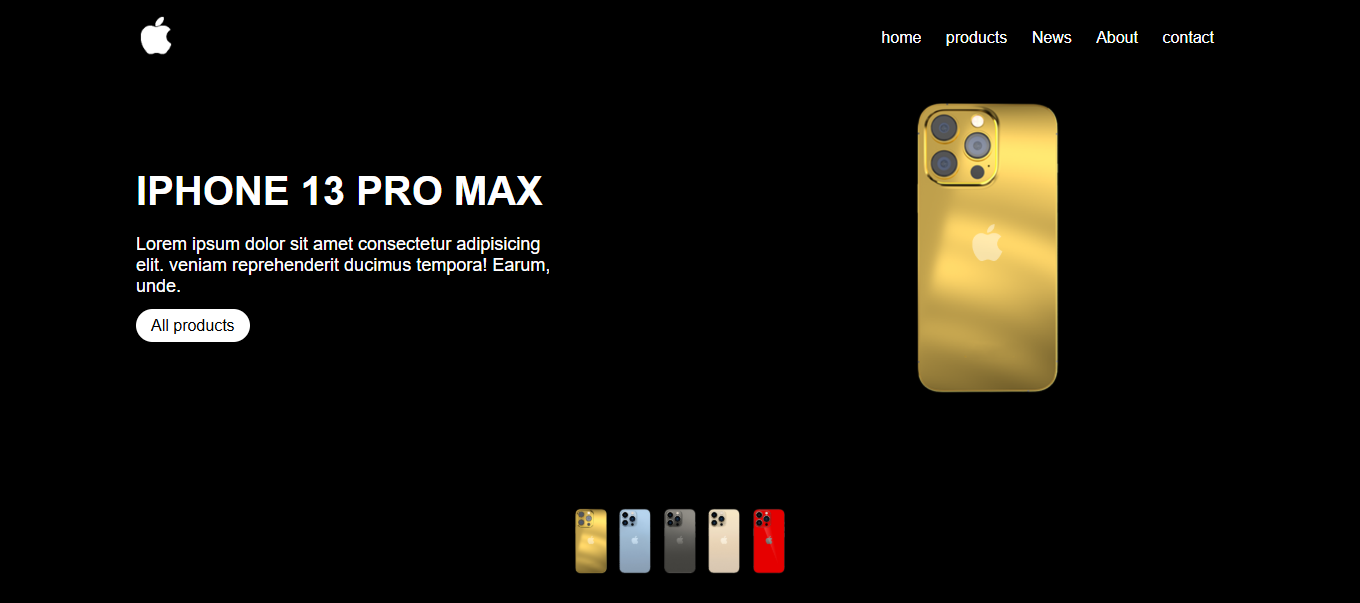 home products News About contact
IPHONE 13 PRO MAX
Lorem ipsum dolor sit amet consectetur adipisicing
elit. veniam reprehenderit ducimus tempora! Earum,
unde.
All products